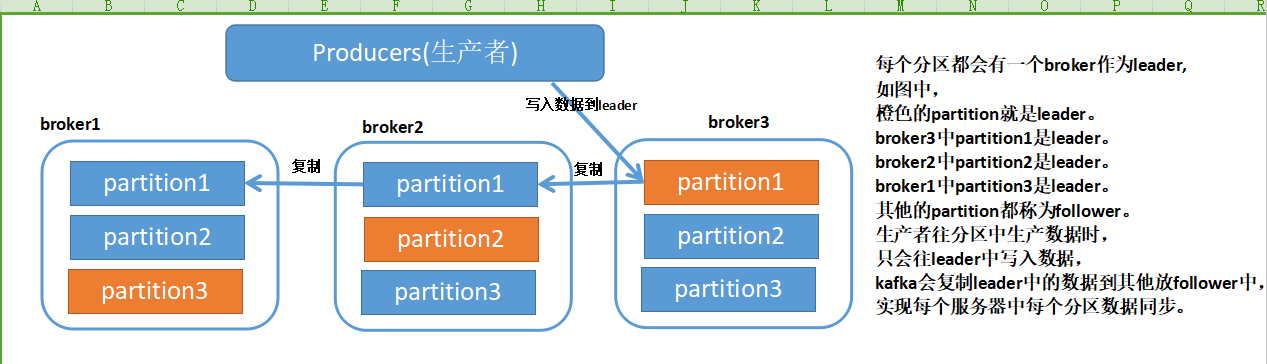 A B C D E F G H I J K L M N O P Q R
Producers(生产者)
写入数据到leader
broker1
broker2
broker3
复制
复制
partition1
partition1
partition1
partition2
partition2
partition2
partition3
partition3
partition3
每个分区都会有一个broker作为leader,
如图中，
橙色的partition就是leader。
broker3中partition1是leader。
broker2中partition2是leader。
broker1中partition3是leader。
其他的partition都称为follower。
生产者往分区中生产数据时，
只会往leader中写入数据，
kafka会复制leader中的数据到其他放follower中，
实现每个服务器中每个分区数据同步。